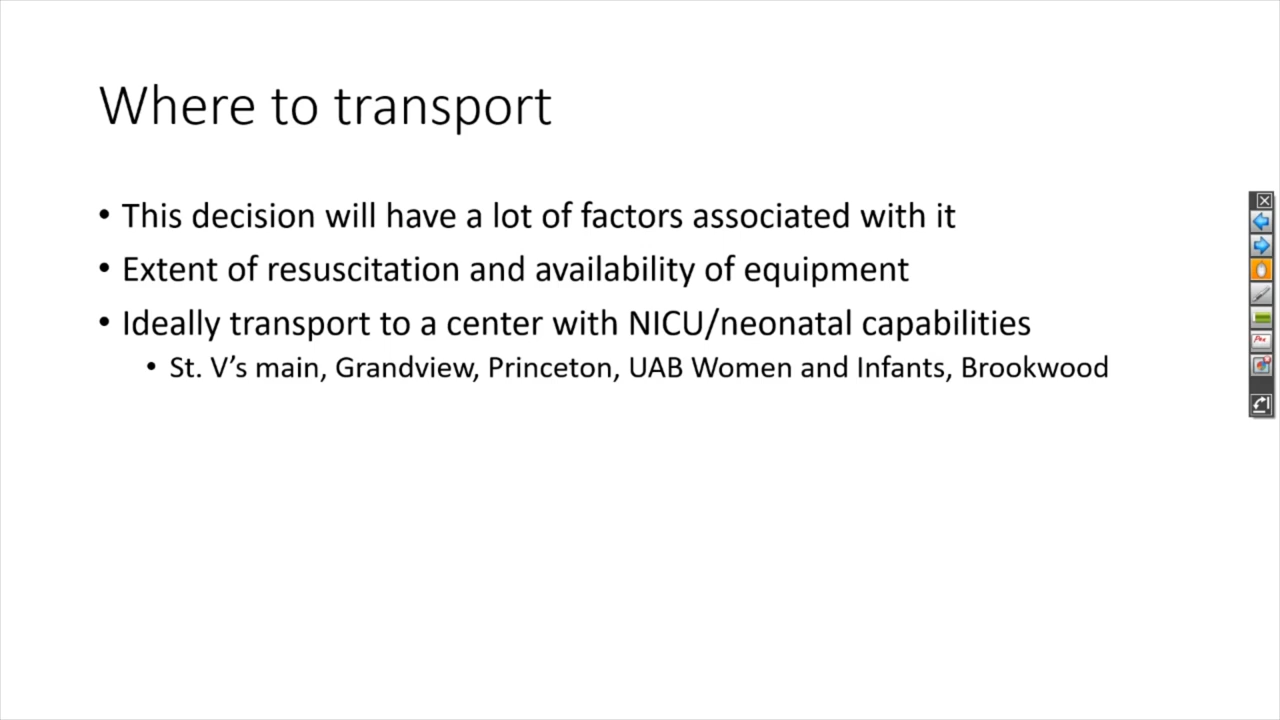 Where to transport
• This decision will have a lot of factors associated with it
• Extent of resuscitation and availability of equipment
• Ideally transport to a center with NICU/neonatal capabilities
• St. V’s main, Grandview, Princeton, UAB Women and Infants, Brookwood